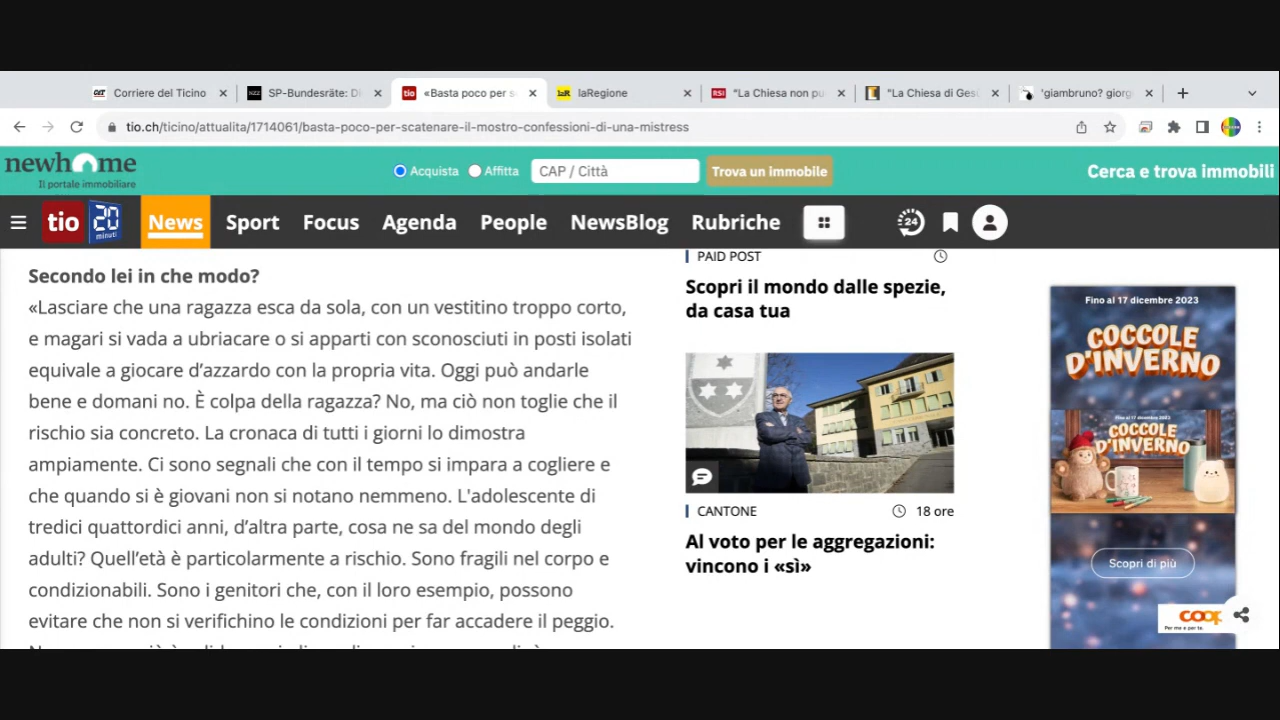 Corriere del Ticino
SP-Bundesräte: Di
«Basta poco per s
laRegione
"La Chiesa non pu
"La Chiesa di Gesù
'giambruno? giorg
tio.ch/ticino/attualita/1714061/basta-poco-per-scatenare-il-mostro-confessioni-di-una-mistress
newhome
Il portale immobiliare
Acquista
Affitta
CAP / Città
Trova un immobile
Cerca e trova immobili
tio
20
minuti
News
Sport
Focus
Agenda
People
NewsBlog
Rubriche
24
Secondo lei in che modo?
«Lasciare che una ragazza esca da sola, con un vestitino troppo corto,
e magari si vada a ubriacare o si apparti con sconosciuti in posti isolati
equivale a giocare d’azzardo con la propria vita. Oggi può andarle
bene e domani no. È colpa della ragazza? No, ma ciò non toglie che il
rischio sia concreto. La cronaca di tutti i giorni lo dimostra
ampiamente. Ci sono segnali che con il tempo si impara a cogliere e
che quando si è giovani non si notano nemmeno. L'adolescente di
tredici quattordici anni, d’altra parte, cosa ne sa del mondo degli
adulti? Quell’età è particolarmente a rischio. Sono fragili nel corpo e
condizionabili. Sono i genitori che, con il loro esempio, possono
evitare che non si verifichino le condizioni per far accadere il peggio.
PAID POST
Scopri il mondo dalle spezie,
da casa tua
CANTONE
18 ore
Al voto per le aggregazioni:
vincono i «sì»
Fino al 17 dicembre 2023
COCCOLE
D'INVERNO
Fino al 17 dicembre 2023
COCCOLE
D'INVERNO
Scopri di più
coop
Per me e per te.